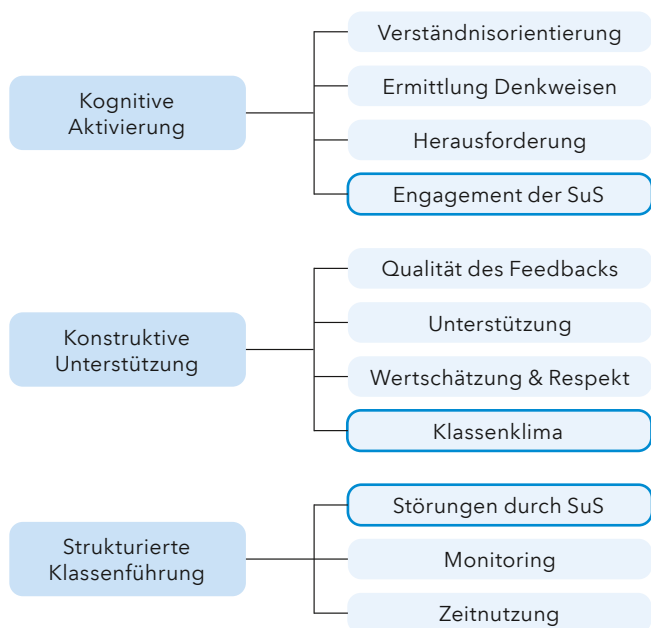 Kognitive
Aktivierung
Verständnisorientierung
Ermittlung Denkweisen
Herausforderung
Engagement der SuS
Konstruktive
Unterstützung
Qualität des Feedbacks
Unterstützung
Wertschätzung & Respekt
Klassenklima
Strukturierte
Klassenführung
Störungen durch SuS
Monitoring
Zeitnutzung